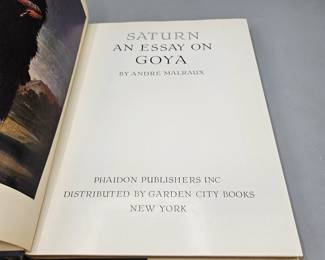 SATURN
AN ESSAY ON
GOYA
BY ANDRE MALRAUX
PHAIDON PUBLISHERS INC
DISTRIBUTED BY GARDEN CITY BOOKS
NEW YORK